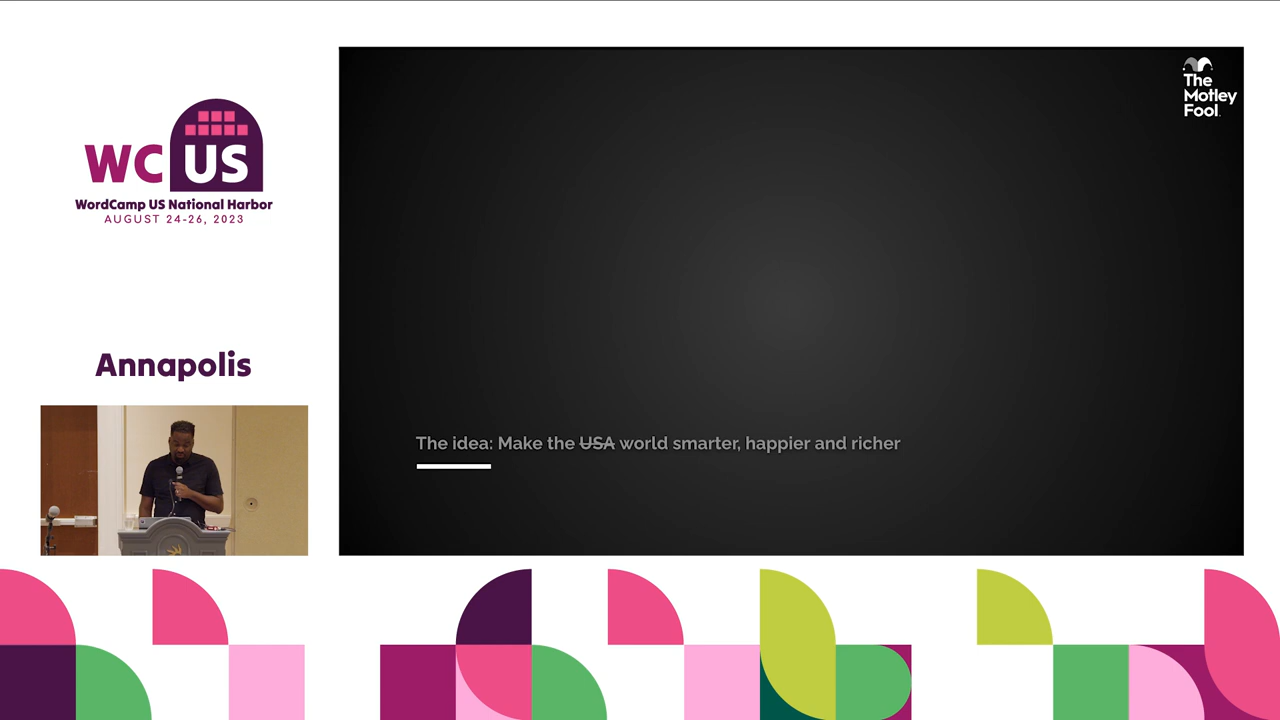 WC US
WordCamp US National Harbor
AUGUST 24-26, 2023
Annapolis
The
Motley
Fool.
The idea: Make the USA world smarter, happier and richer